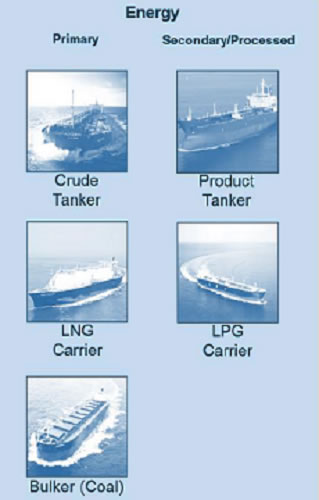 Energy
Primary
Secondary/Processed
Crude
Tanker
Product
Tanker
LNG
Carrier
LPG
Carrier
Bulker (Coal)